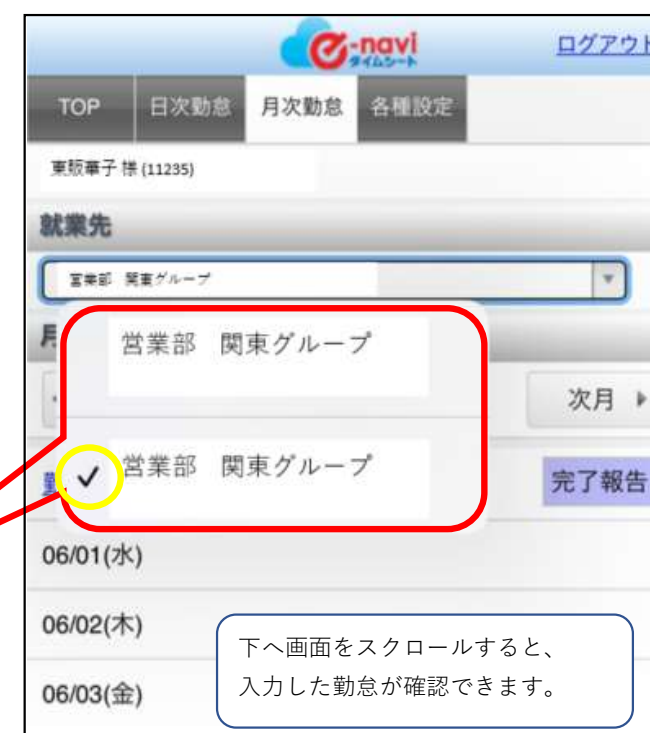 e-navi
タイムシート
ログアウト
TOP 日次勤怠 月次勤怠 各種設定
東阪華子 様 (11235)
就業先
営業部 関東グループ
月
営業部 関東グループ
次月
営業部 関東グループ
勤
完了報告
06/01(水)
06/02(木)
06/03(金)
下へ画面をスクロールすると、
入力した勤怠が確認できます。